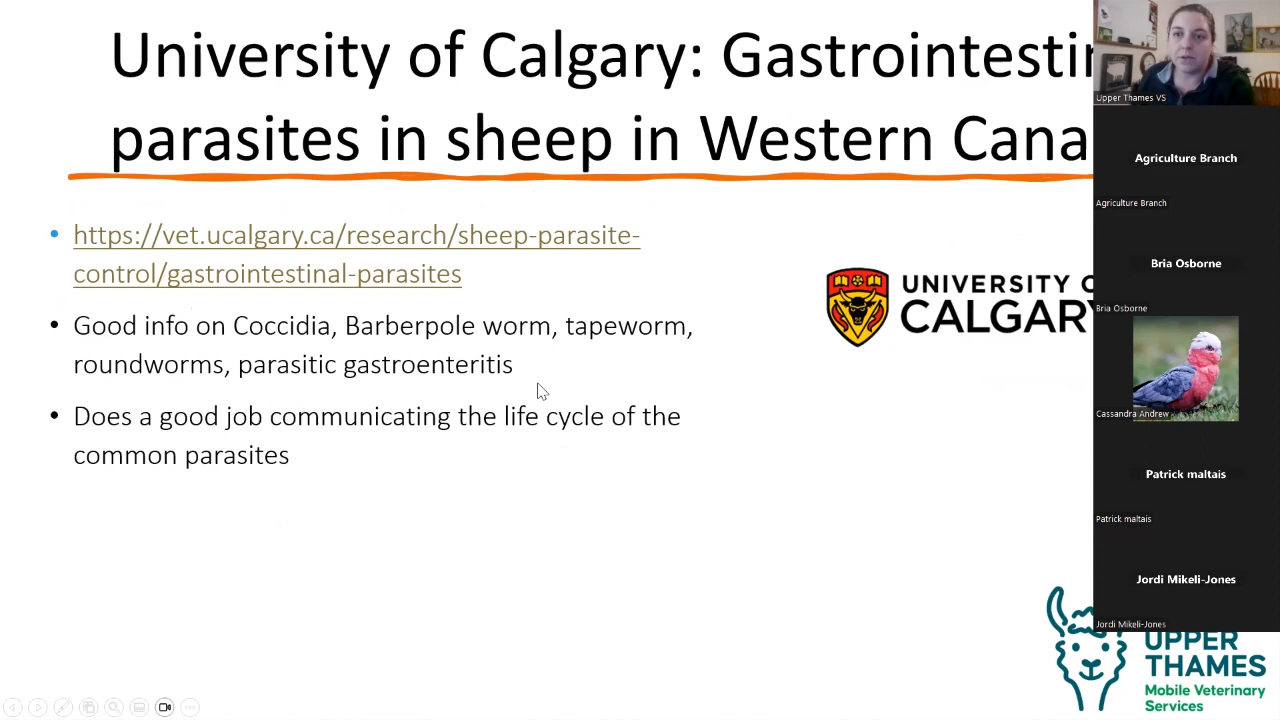 University of Calgary: Gastrointestin
parasites in sheep in Western Cana
https://vet.ucalgary.ca/research/sheep-parasite-
control/gastrointestinal-parasites
Good info on Coccidia, Barberpole worm, tapeworm,
roundworms, parasitic gastroenteritis
Does a good job communicating the life cycle of the
common parasites
UNIVERSITY O
CALGARY
Upper Thames VS
Agriculture Branch
Agriculture Branch
Bria Osborne
Bria Osborne
Cassandra Andrew
Patrick maltais
Patrick maltais
Jordi Mikeli-Jones
Jordi Mikeli-Jones
UPPER
THAMES
Mobile Veterinary
Services